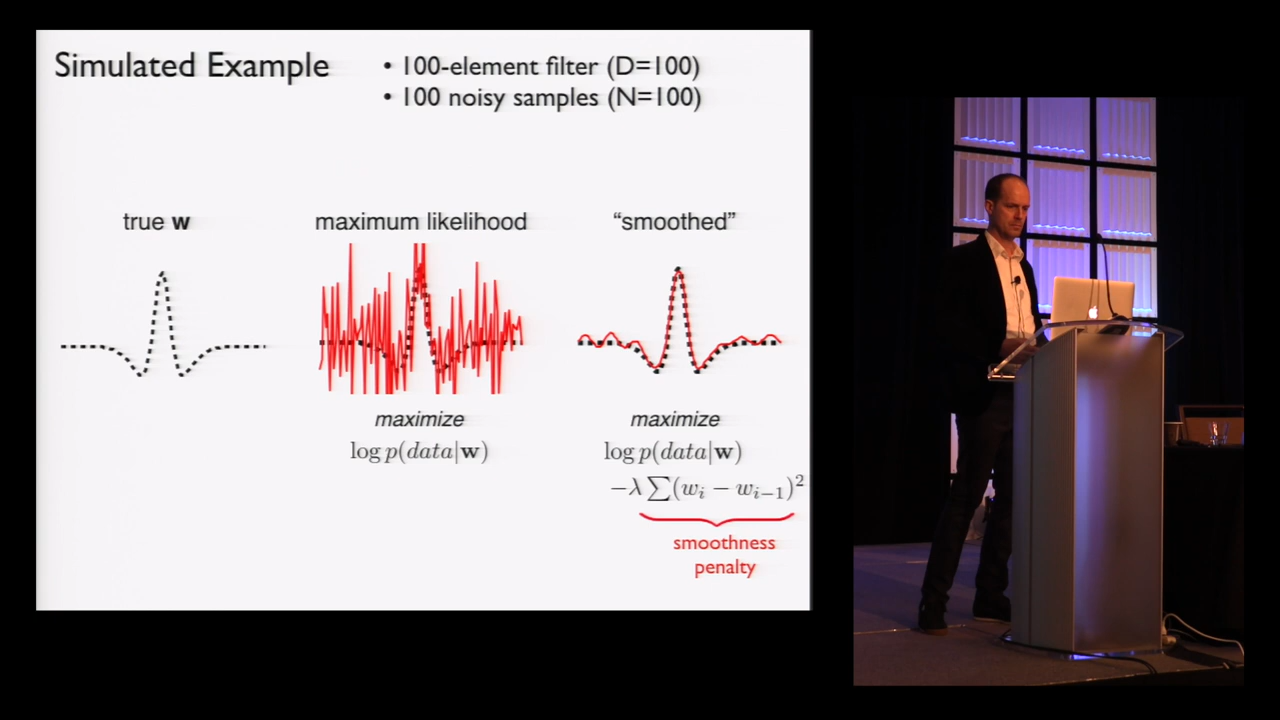 Simulated Example
• 100-element filter (D=100)
• 100 noisy samples (N=100)
true w
maximum likelihood
“smoothed”
maximize
log p(data|w)
maximize
log p(data|w)
−λ∑(wᵢ − wᵢ₋₁)²
smoothness
penalty